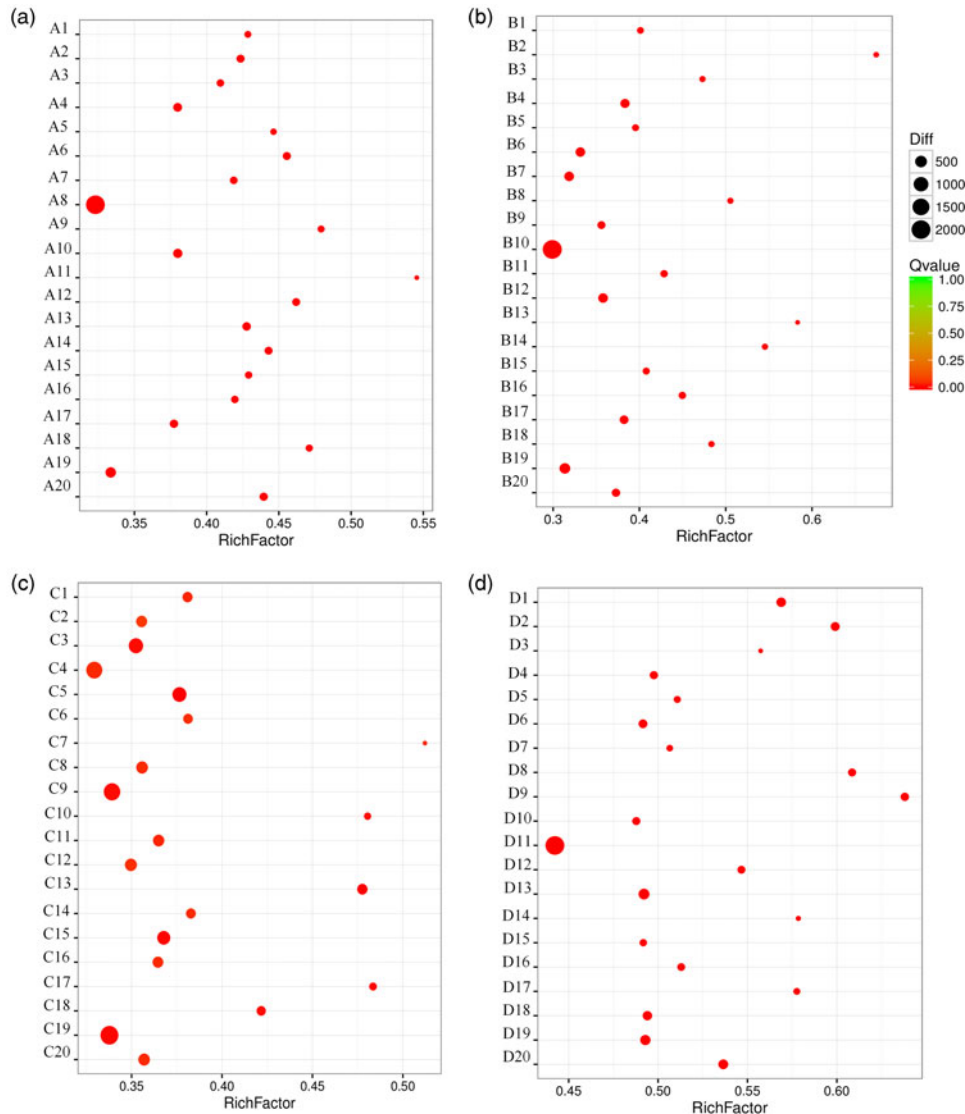 (a)
A1
A2
A3
A4
A5
A6
A7
A8
A9
A10
A11
A12
A13
A14
A15
A16
A17
A18
A19
A20
0.35 0.40 0.45 0.50 0.55
RichFactor
(b)
B1
B2
B3
B4
B5
B6
B7
B8
B9
B10
B11
B12
B13
B14
B15
B16
B17
B18
B19
B20
0.3 0.4 0.5 0.6
RichFactor
Diff
500
1000
1500
2000
Qvalue
1.00
0.75
0.50
0.25
0.00
(c)
C1
C2
C3
C4
C5
C6
C7
C8
C9
C10
C11
C12
C13
C14
C15
C16
C17
C18
C19
C20
0.35 0.40 0.45 0.50
RichFactor
(d)
D1
D2
D3
D4
D5
D6
D7
D8
D9
D10
D11
D12
D13
D14
D15
D16
D17
D18
D19
D20
0.45 0.50 0.55 0.60
RichFactor